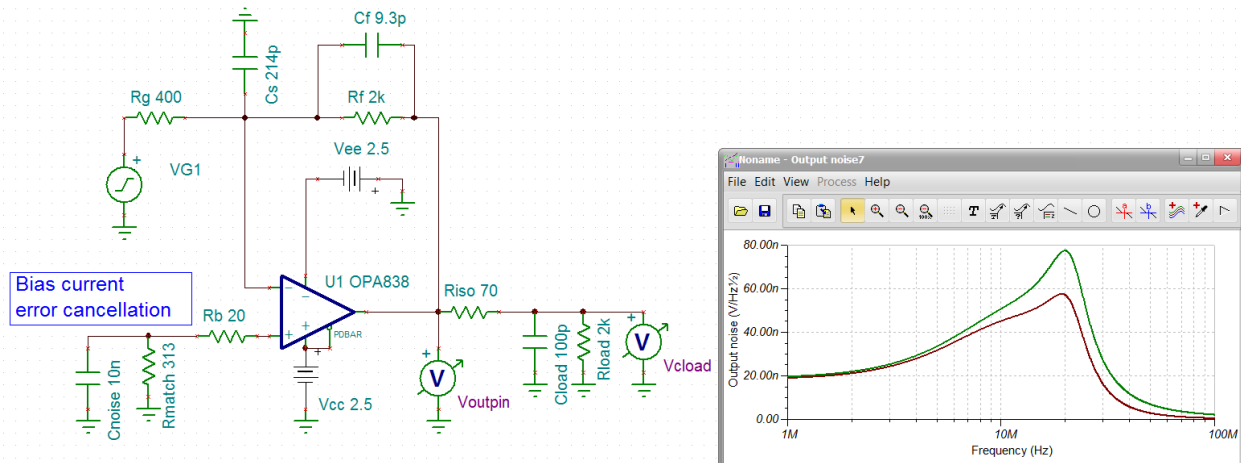 Cf 9.3p
Cs 214p
Rg 400
Rf 2k
VG1
+
Vee 2.5
+
Bias current
error cancellation
U1 OPA838
Rb 20
PDBAR
Riso 70
Cnoise 10n
Rmatch 313
Vcc 2.5
+
V
Voutpin
Cload 100p
Rload 2k
+
V
Vcload
Noname - Output noise7
File Edit View Process Help
T
a
b
Output noise (V/Hz½)
80.00n
60.00n
40.00n
20.00n
0.00
1M 10M 100M
Frequency (Hz)